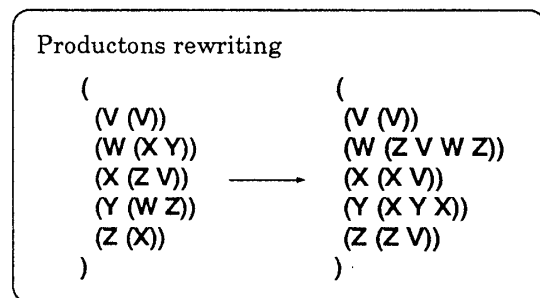 Productons rewriting
( (
(V (V)) (V (V))
(W (X Y)) (W (Z V W Z))
(X (Z V)) (X (X V))
(Y (W Z)) (Y (X Y X))
(Z (X)) (Z (Z V))
) )